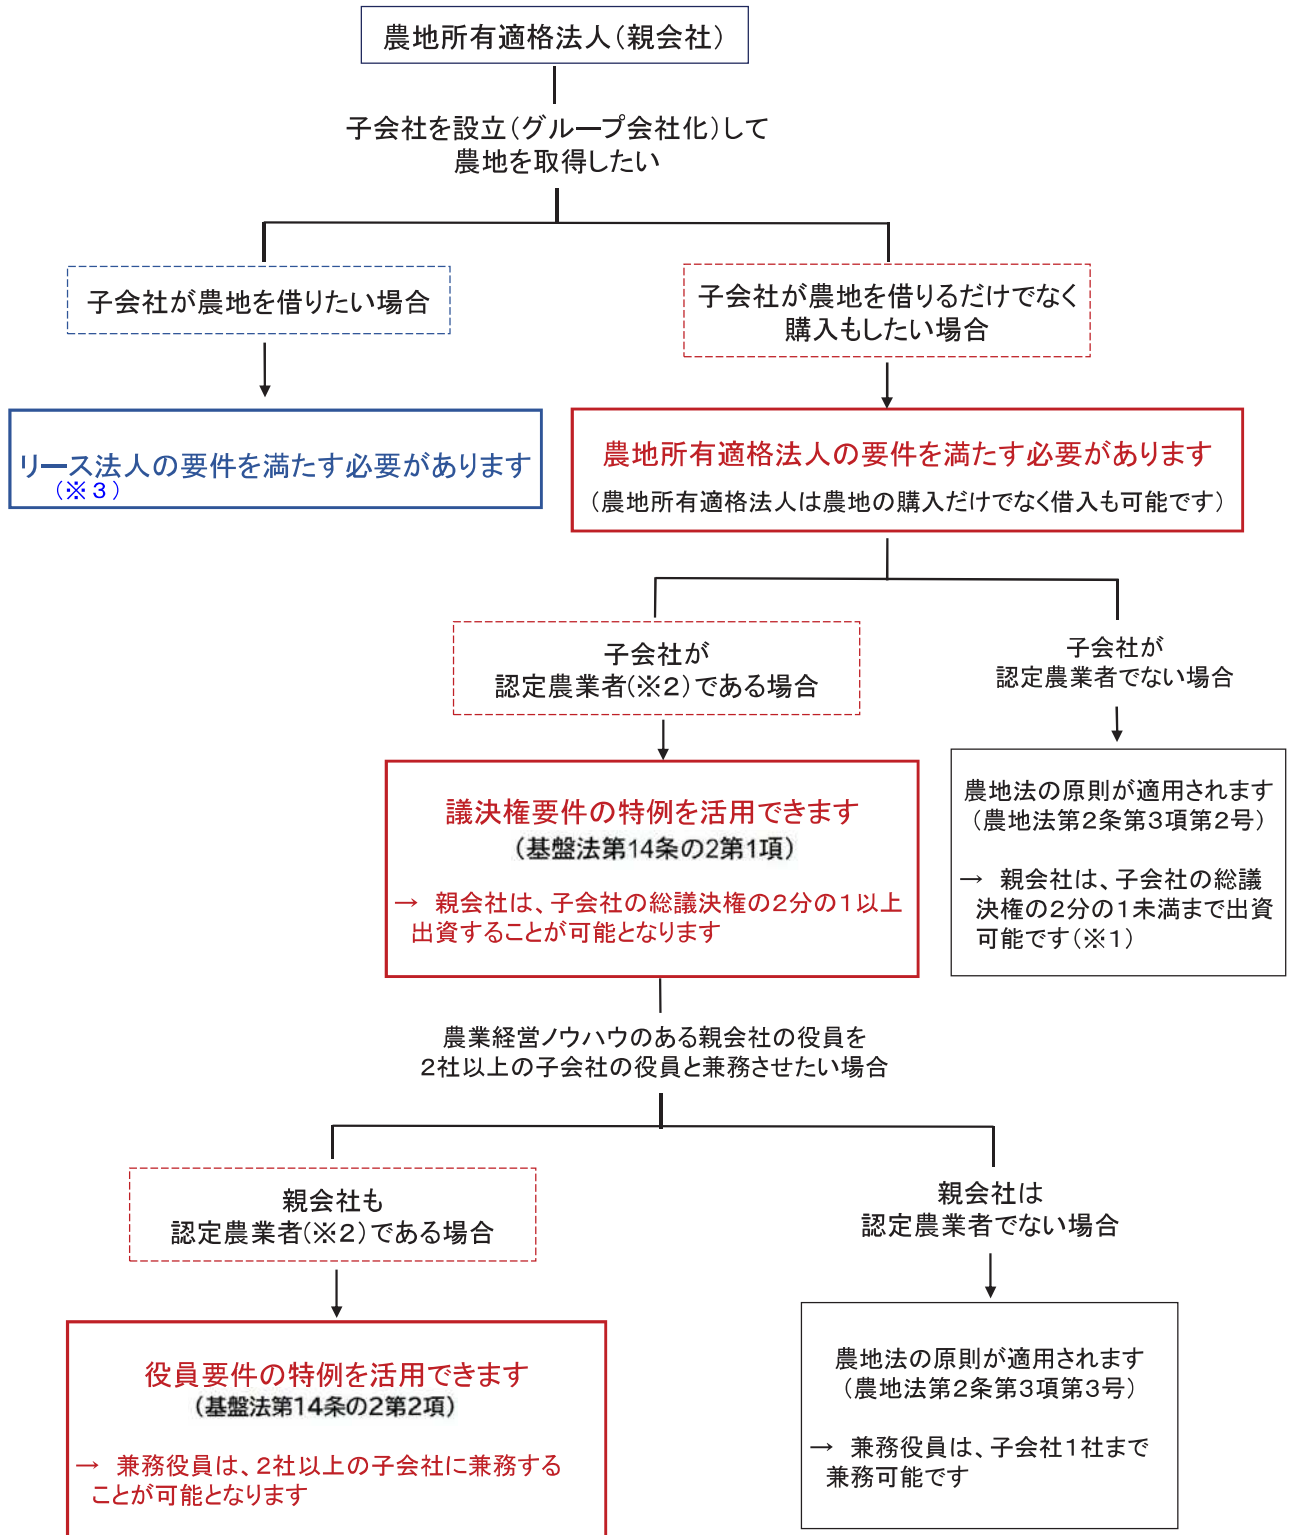 農地所有適格法人（親会社）
子会社を設立（グループ会社化）して
農地を取得したい
子会社が農地を借りたい場合
子会社が農地を借りるだけでなく
購入もしたい場合
リース法人の要件を満たす必要があります
（※３）
農地所有適格法人の要件を満たす必要があります
（農地所有適格法人は農地の購入だけでなく借入も可能です）
子会社が
認定農業者(※２)である場合
子会社が
認定農業者でない場合
議決権要件の特例を活用できます
（基盤法第14条の２第１項）
→ 親会社は、子会社の総議決権の２分の１以上
出資することが可能となります
農地法の原則が適用されます
（農地法第２条第３項第２号）
→ 親会社は、子会社の総議
決権の２分の１未満まで出資
可能です（※１）
農業経営ノウハウのある親会社の役員を
２社以上の子会社の役員と兼務させたい場合
親会社も
認定農業者(※２)である場合
親会社は
認定農業者でない場合
役員要件の特例を活用できます
（基盤法第14条の２第２項）
→ 兼務役員は、２社以上の子会社に兼務する
ことが可能となります
農地法の原則が適用されます
（農地法第２条第３項第３号）
→ 兼務役員は、子会社１社まで
兼務可能です